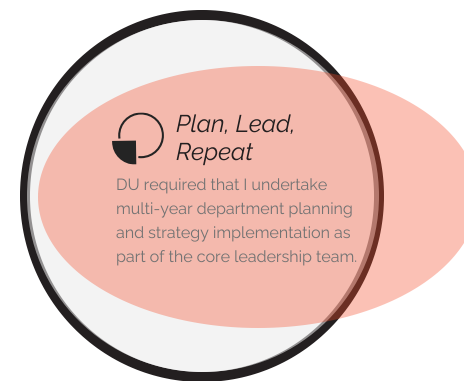 Plan, Lead,
Repeat
DU required that I undertake
multi-year department planning
and strategy implementation as
part of the core leadership team.